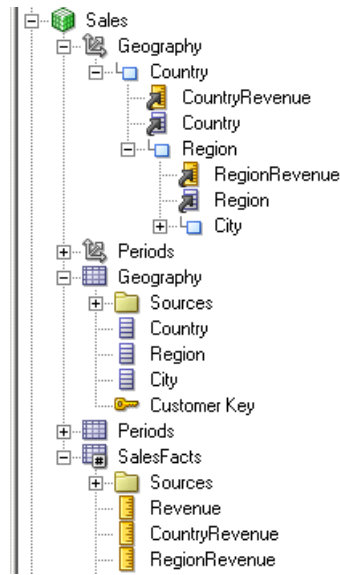 Sales
Geography
Country
CountryRevenue
Country
Region
RegionRevenue
Region
City
Periods
Geography
Sources
Country
Region
City
Customer Key
Periods
SalesFacts
Sources
Revenue
CountryRevenue
RegionRevenue